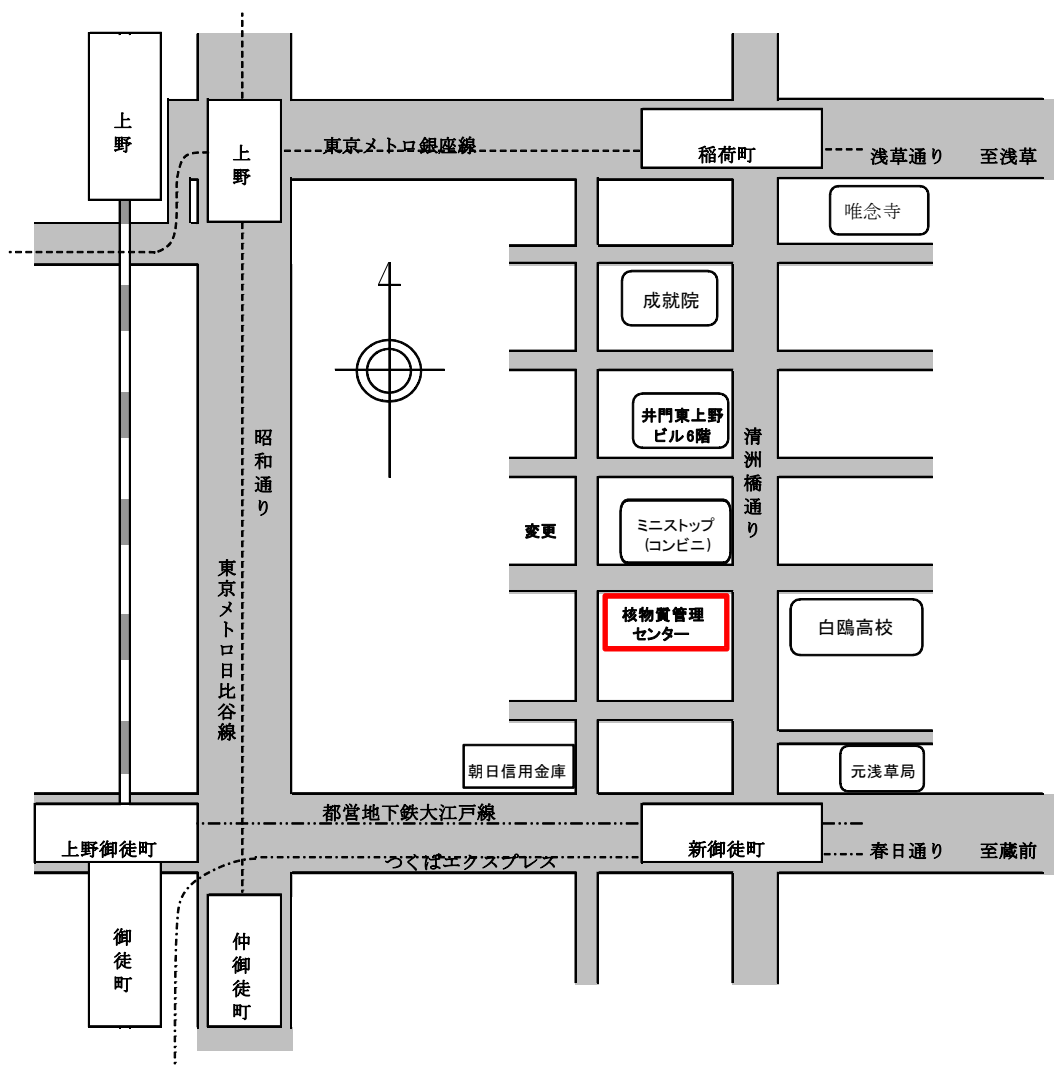 上野
上野
東京メトロ銀座線
稲荷町
浅草通り　至浅草
唯念寺
成就院
井門東上野
ビル6階
昭和通り
清洲橋通り
変更
ミニストップ
(コンビニ)
東京メトロ日比谷線
核物質管理
センター
白鴎高校
朝日信用金庫
元浅草局
都営地下鉄大江戸線
上野御徒町
つくばエクスプレス
新御徒町
春日通り　至蔵前
御徒町
仲御徒町